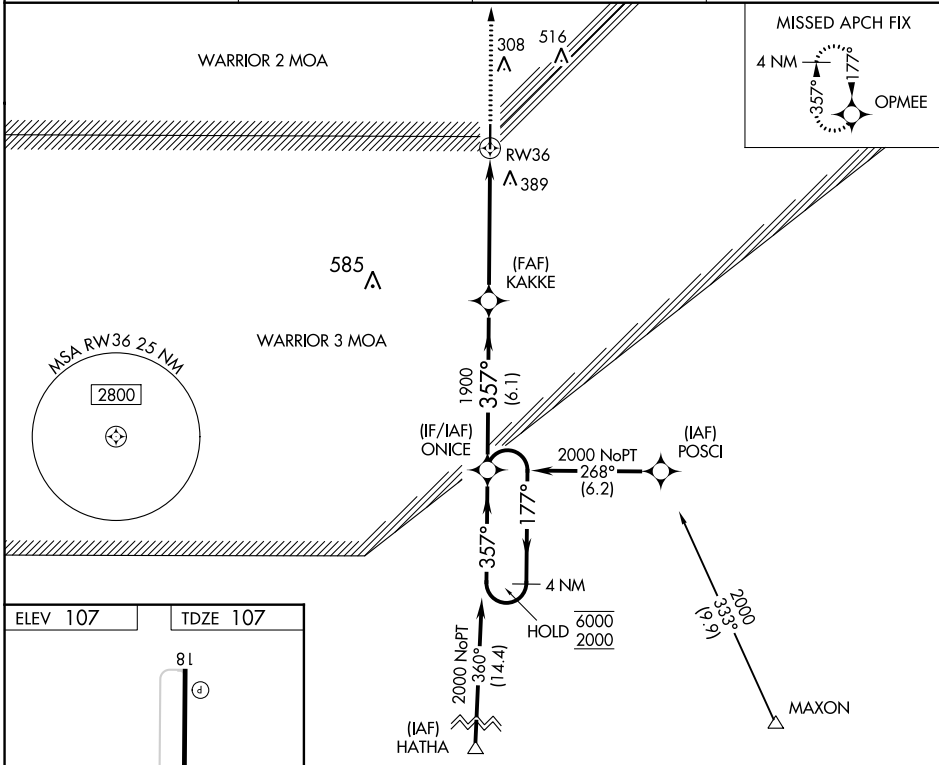 WARRIOR 2 MOA
308
516
MISSED APCH FIX
4 NM
357°
177°
OPMEE
RW36
389
585
(FAF)
KAKKE
WARRIOR 3 MOA
MSA RW36 25 NM
2800
1900
357°
(6.1)
(IF/IAF)
ONICE
2000 NoPT
268°
(6.2)
(IAF)
POSCI
357°
177°
4 NM
HOLD
6000
2000
2000
333°
(9.9)
MAXON
2000 NoPT
360°
(14.4)
(IAF)
HATHA
ELEV 107
TDZE 107
18
P